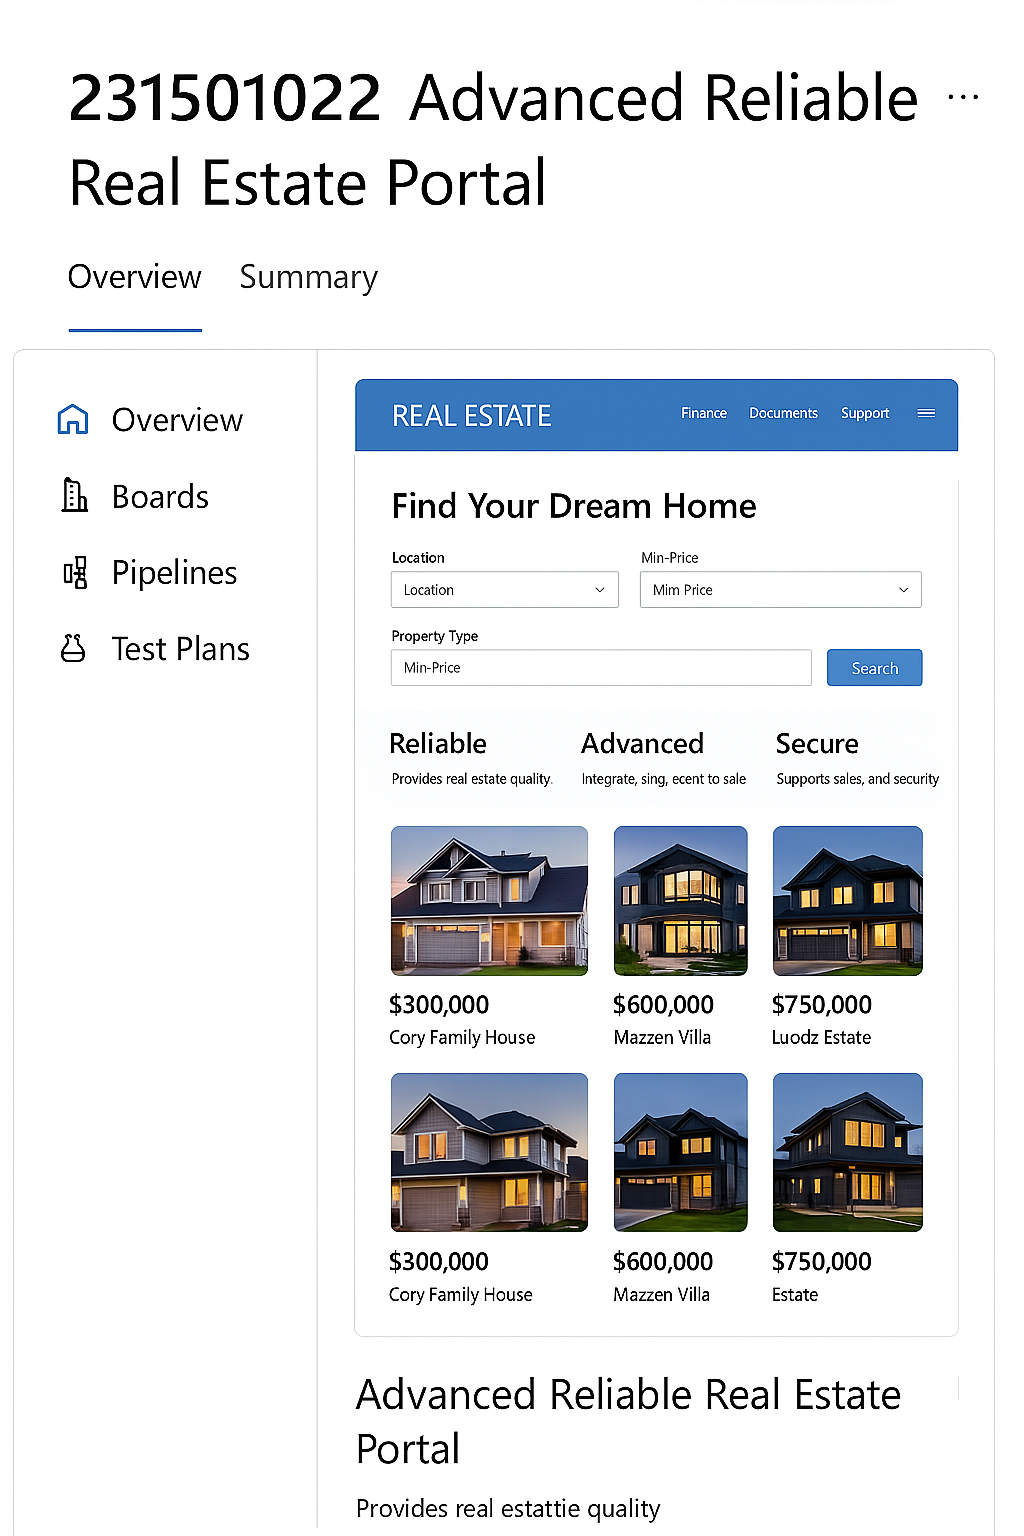 231501022 Advanced Reliable ...
Real Estate Portal
Overview Summary
Overview
Boards
Pipelines
Test Plans
REAL ESTATE Finance Documents Support
Find Your Dream Home
Location Min-Price
Location Mim Price
Property Type
Min-Price Search
Reliable Advanced Secure
Provides real estate quality. Integrate, sing, ecent to sale Supports sales, and security
$300,000 $600,000 $750,000
Cory Family House Mazzen Villa Luodz Estate
$300,000 $600,000 $750,000
Cory Family House Mazzen Villa Estate
Advanced Reliable Real Estate
Portal
Provides real estattie quality